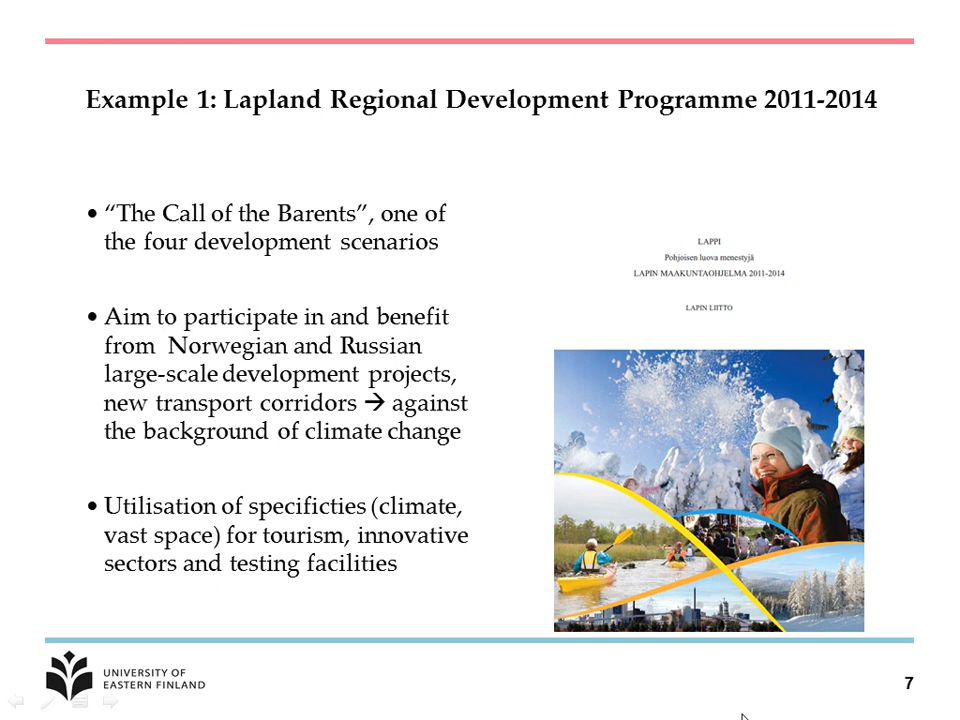 Example 1: Lapland Regional Development Programme 2011-2014
• “The Call of the Barents”, one of
the four development scenarios
• Aim to participate in and benefit
from Norwegian and Russian
large-scale development projects,
new transport corridors → against
the background of climate change
• Utilisation of specificties (climate,
vast space) for tourism, innovative
sectors and testing facilities
LAPPI
Pohjoisen luova menestyjä
LAPIN MAAKUNTAOHJELMA 2011-2014
LAPIN LIITTO
UNIVERSITY OF
EASTERN FINLAND
7